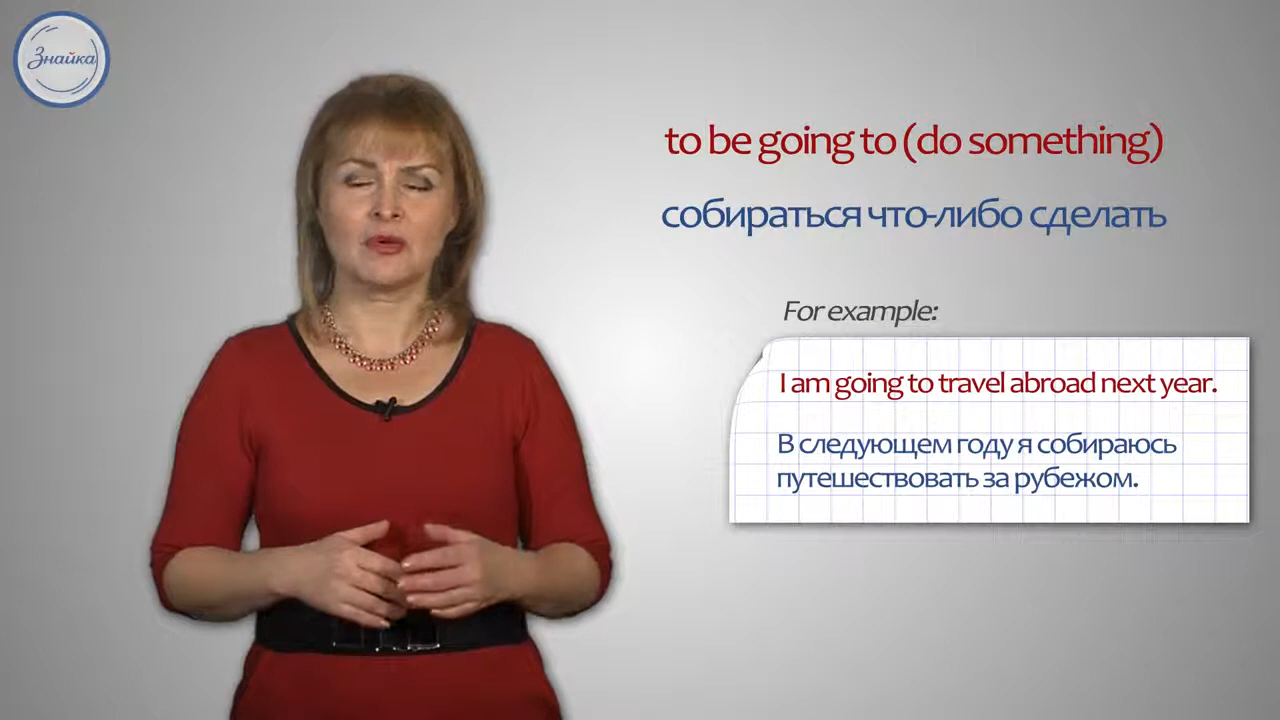 Знайка
to be going to (do something)
собираться что-либо сделать
For example:
I am going to travel abroad next year.
В следующем году я собираюсь
путешествовать за рубежом.